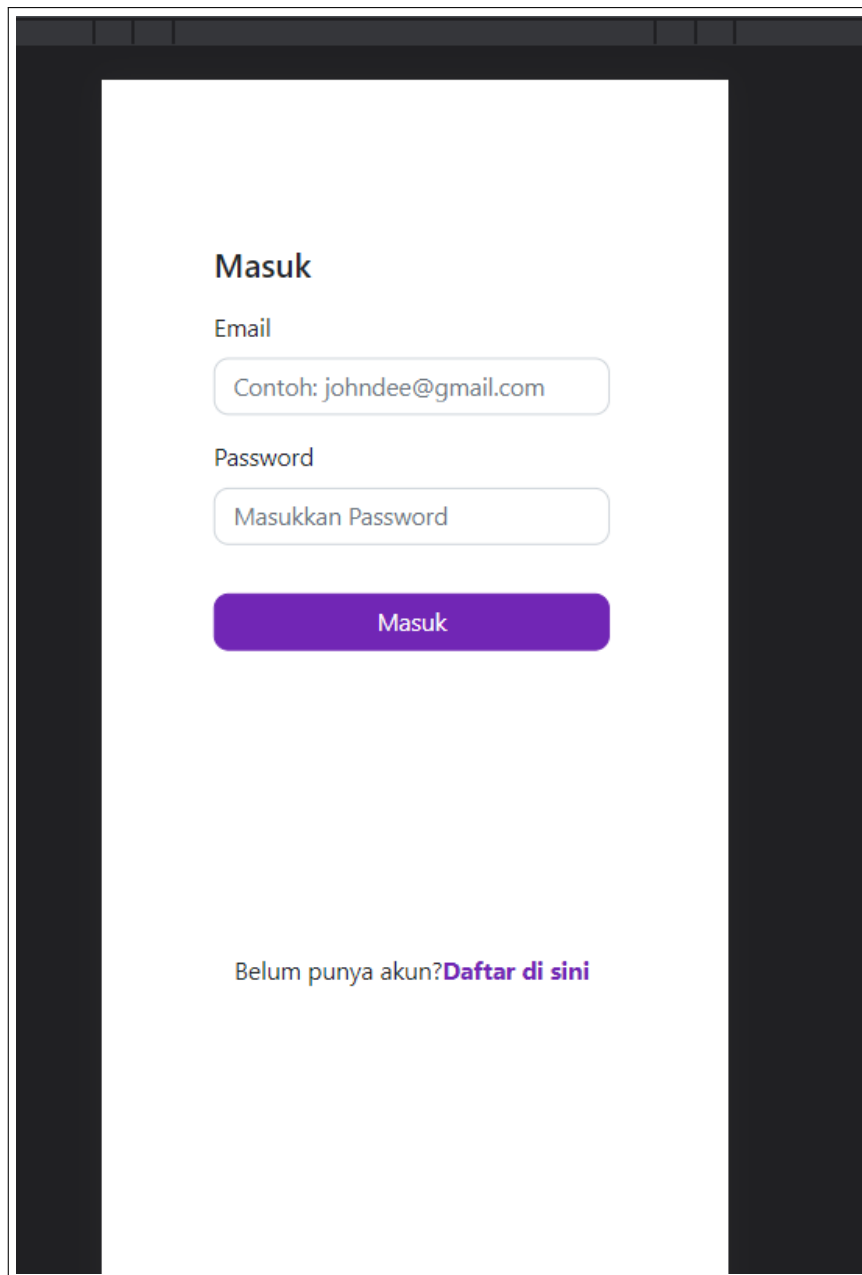 Masuk
Email
Contoh: johndee@gmail.com
Password
Masukkan Password
Masuk
Belum punya akun?Daftar di sini